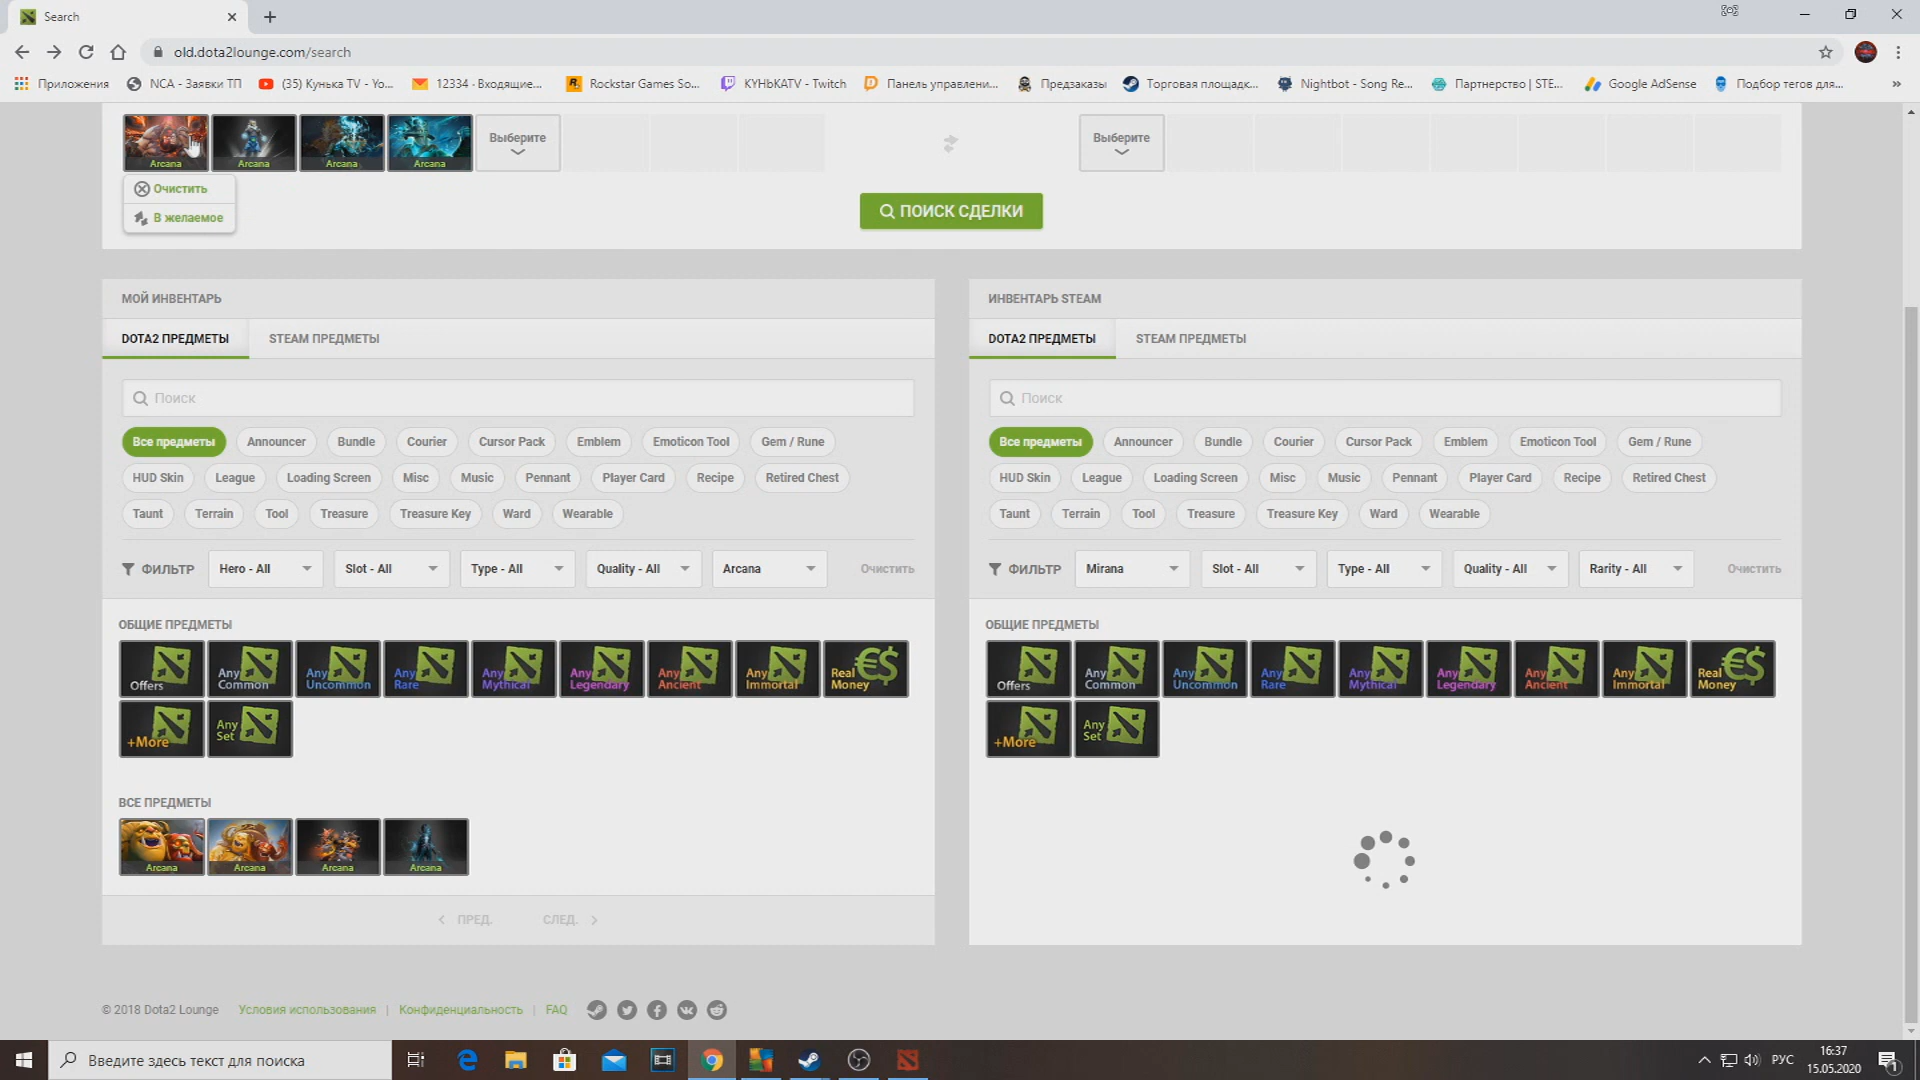 Search
old.dota2lounge.com/search
Приложения NCA - Заявки ТП (35) Кунька TV - Yo... 12334 - Входящие... Rockstar Games So... КУНЬКАTV - Twitch Панель управлени... Предзаказы Торговая площадк... Nightbot - Song Re... Партнерство | STE... Google AdSense Подбор тегов для... »
Arcana Arcana Arcana Arcana Выберите Выберите
Очистить
В желаемое
ПОИСК СДЕЛКИ
МОЙ ИНВЕНТАРЬ
DOTA2 ПРЕДМЕТЫ STEAM ПРЕДМЕТЫ
Поиск
Все предметы Announcer Bundle Courier Cursor Pack Emblem Emoticon Tool Gem / Rune
HUD Skin League Loading Screen Misc Music Pennant Player Card Recipe Retired Chest
Taunt Terrain Tool Treasure Treasure Key Ward Wearable
ФИЛЬТР Hero - All Slot - All Type - All Quality - All Arcana Очистить
ОБЩИЕ ПРЕДМЕТЫ
Offers Any Common Any Uncommon Any Rare Any Mythical Any Legendary Any Ancient Any Immortal Real Money €$
+More Any Set
ВСЕ ПРЕДМЕТЫ
Arcana Arcana Arcana Arcana
ПРЕД. СЛЕД.
ИНВЕНТАРЬ STEAM
DOTA2 ПРЕДМЕТЫ STEAM ПРЕДМЕТЫ
Поиск
Все предметы Announcer Bundle Courier Cursor Pack Emblem Emoticon Tool Gem / Rune
HUD Skin League Loading Screen Misc Music Pennant Player Card Recipe Retired Chest
Taunt Terrain Tool Treasure Treasure Key Ward Wearable
ФИЛЬТР Mirana Slot - All Type - All Quality - All Rarity - All Очистить
ОБЩИЕ ПРЕДМЕТЫ
Offers Any Common Any Uncommon Any Rare Any Mythical Any Legendary Any Ancient Any Immortal Real Money €$
+More Any Set
© 2018 Dota2 Lounge Условия использования | Конфиденциальность | FAQ
Введите здесь текст для поиска
РУС
16:37
15.05.2020
1